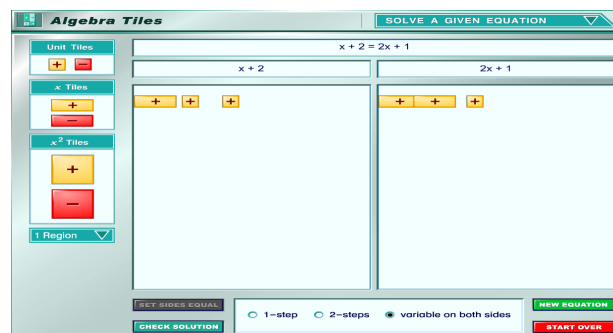 Algebra Tiles
SOLVE A GIVEN EQUATION
Unit Tiles
+ −
x Tiles
+
−
x² Tiles
+
−
1 Region
x + 2 = 2x + 1
x + 2
2x + 1
+ + +
+ + +
SET SIDES EQUAL
CHECK SOLUTION
1-step 2-steps variable on both sides
NEW EQUATION
START OVER